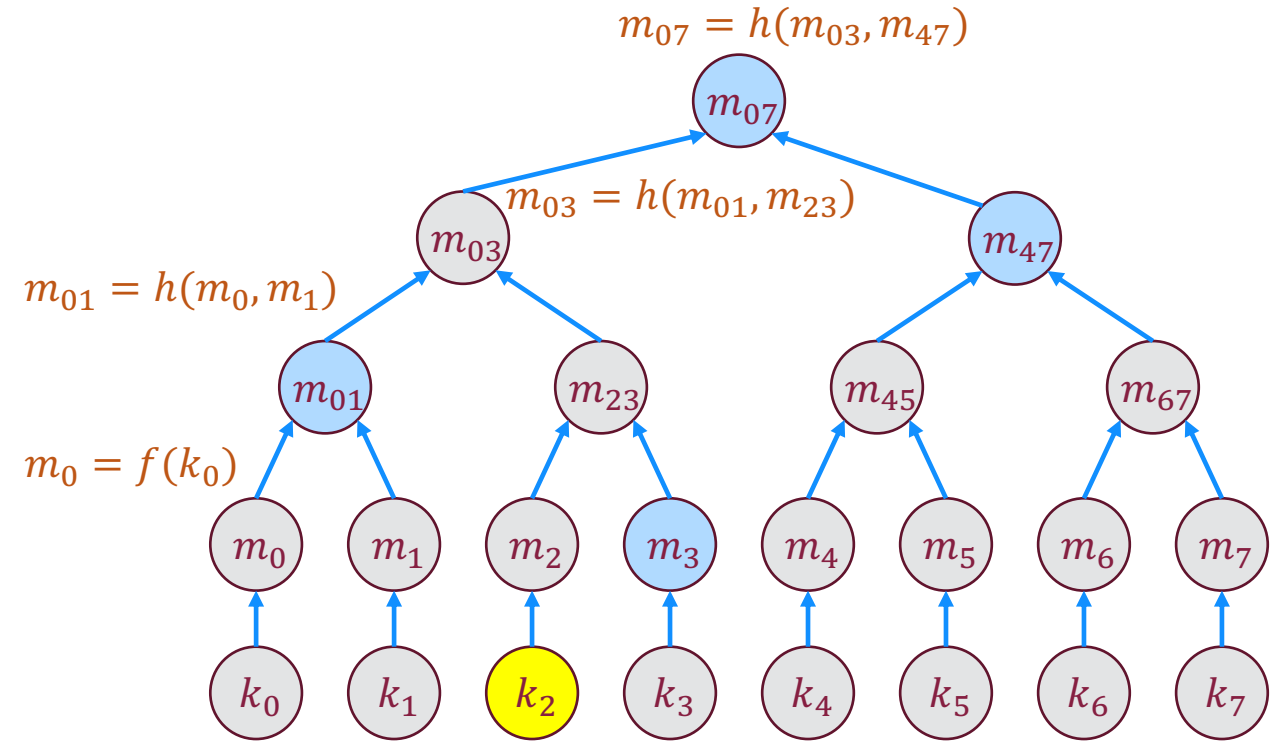 m₀₇ = h(m₀₃, m₄₇)
m₀₇
m₀₃ = h(m₀₁, m₂₃)
m₀₃
m₄₇
m₀₁ = h(m₀, m₁)
m₀₁
m₂₃
m₄₅
m₆₇
m₀ = f(k₀)
m₀ m₁ m₂ m₃ m₄ m₅ m₆ m₇
k₀ k₁ k₂ k₃ k₄ k₅ k₆ k₇